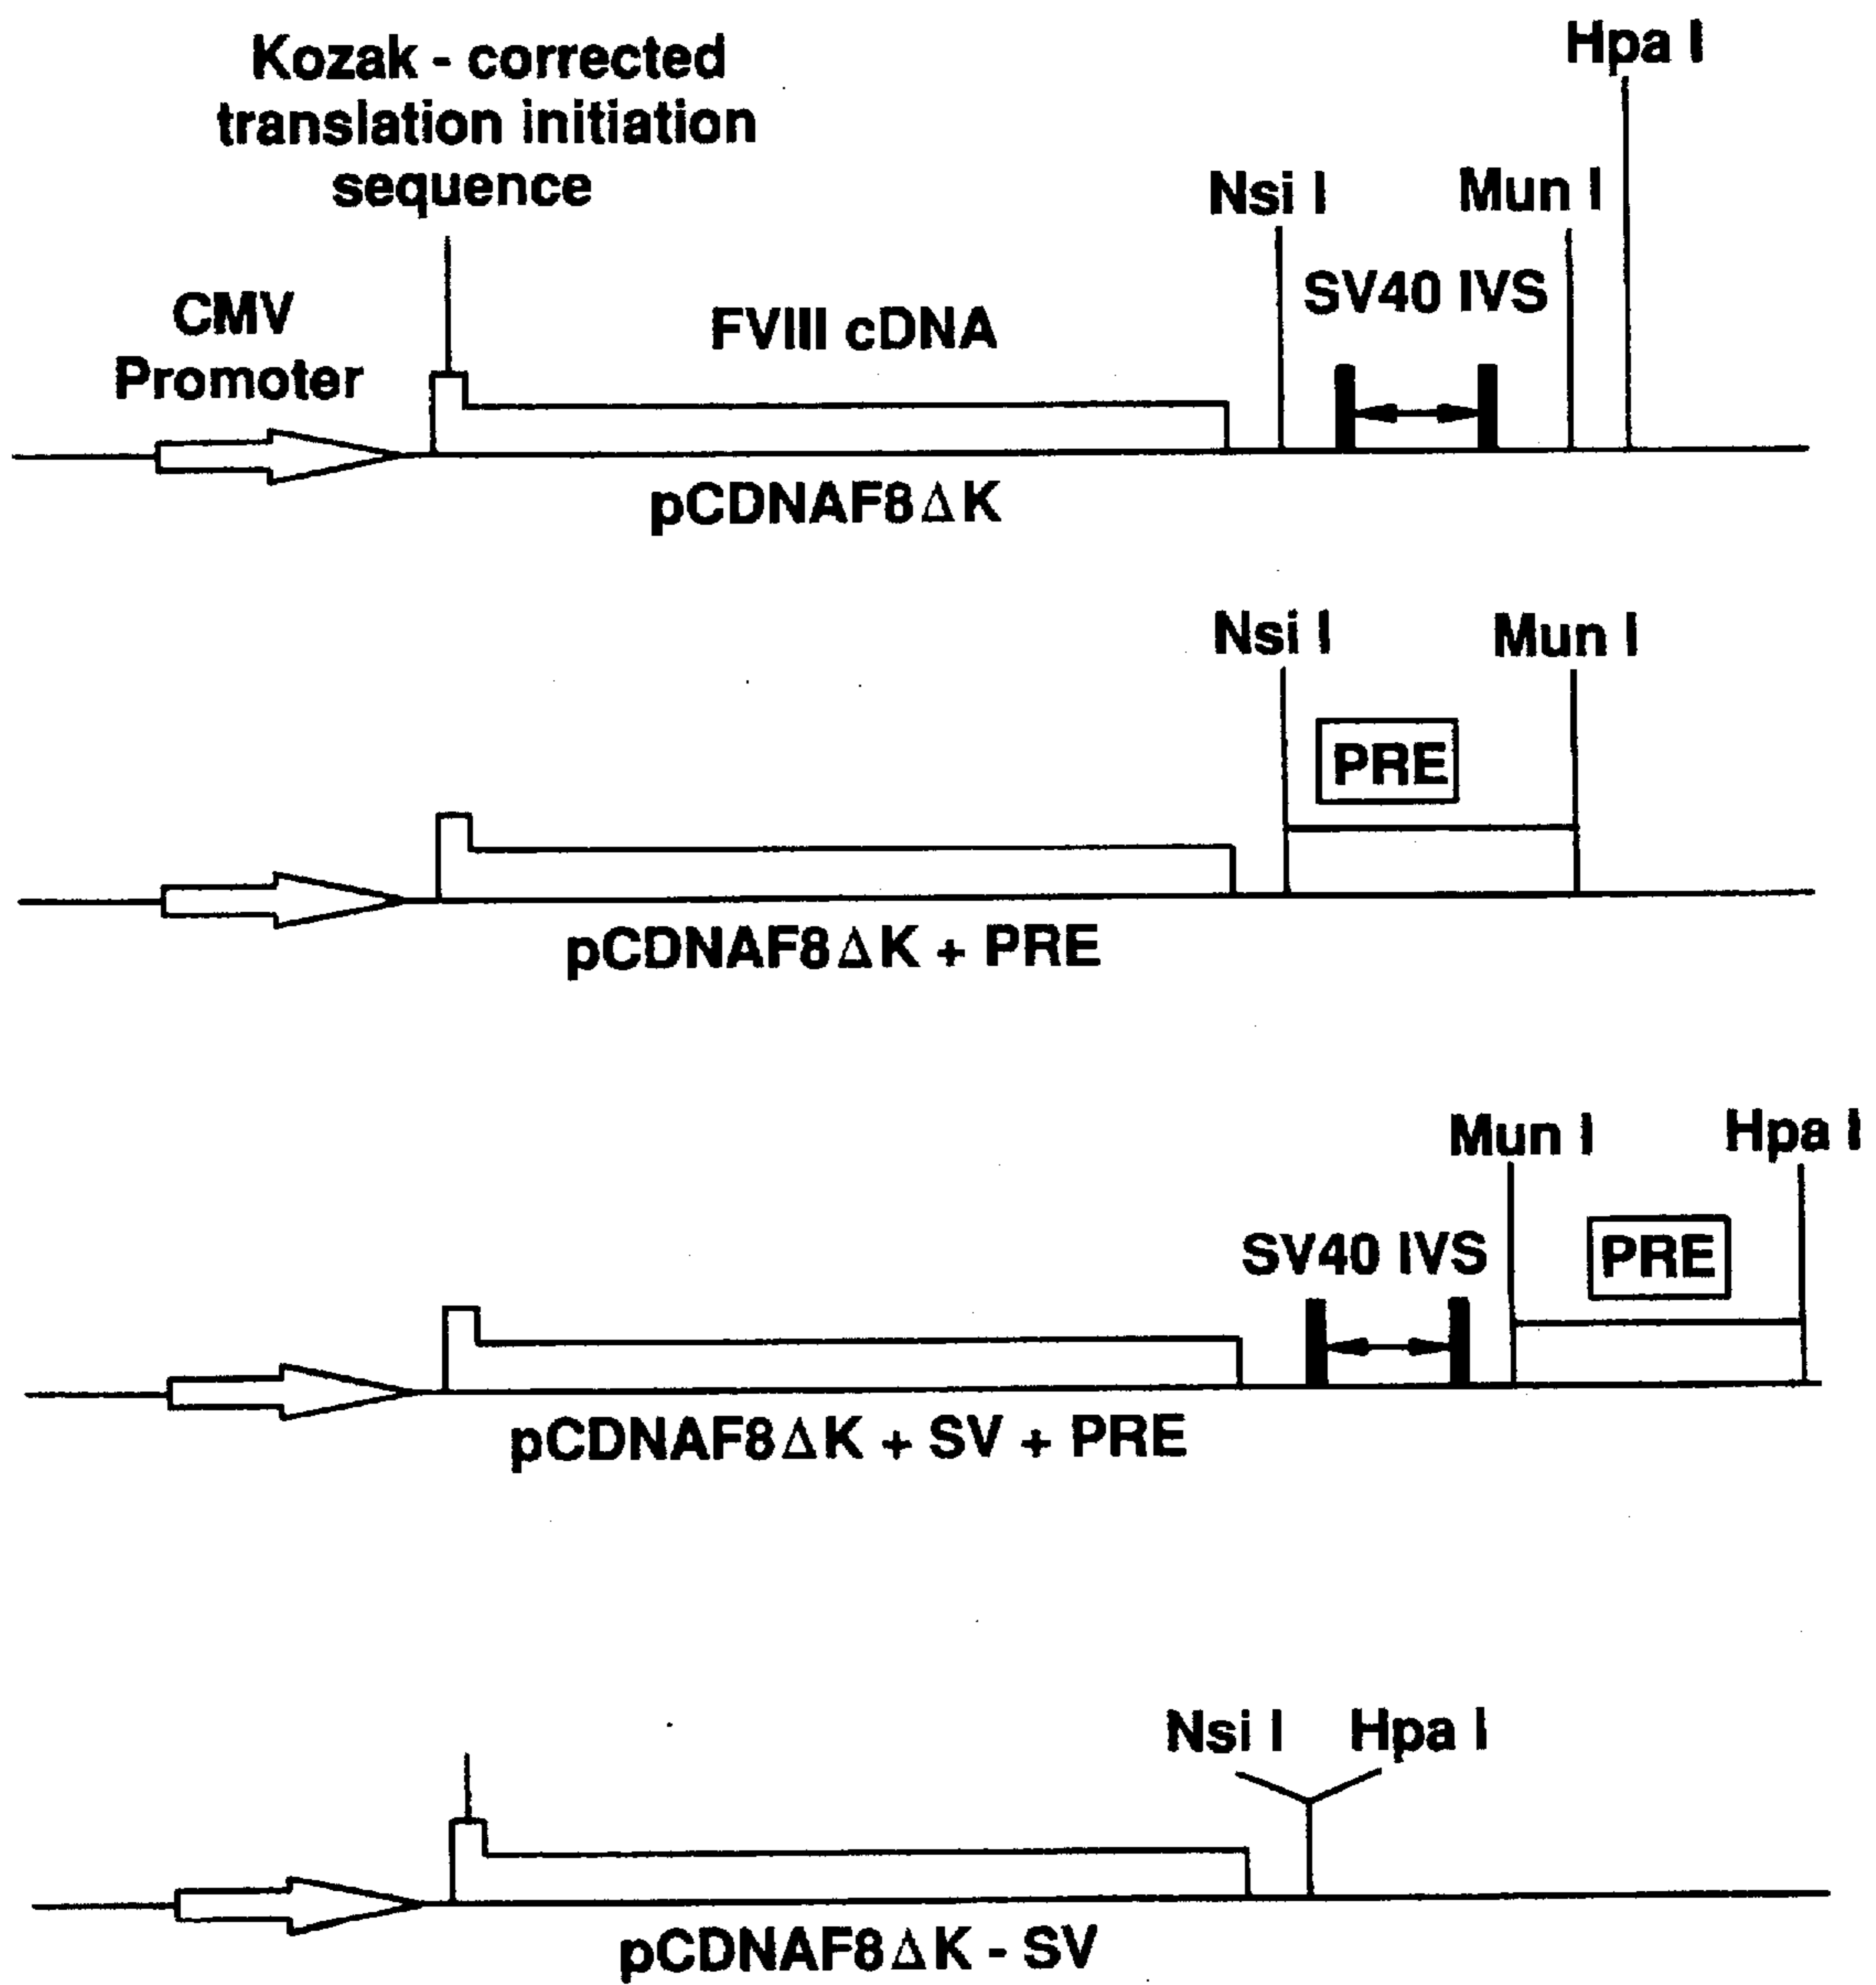 Kozak - corrected
translation initiation
sequence
Hpa I
Nsi I
Mun I
SV40 IVS
CMV
Promoter
FVIII cDNA
pCDNAF8ΔK
Nsi I
Mun I
PRE
pCDNAF8ΔK + PRE
Mun I
Hpa I
SV40 IVS
PRE
pCDNAF8ΔK + SV + PRE
Nsi I
Hpa I
pCDNAF8ΔK - SV